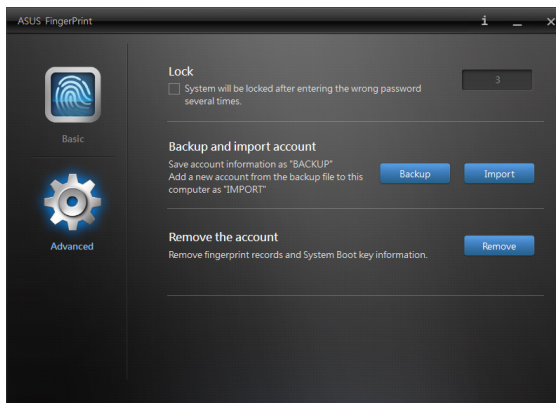 ASUS FingerPrint
Basic
Advanced
Lock
System will be locked after entering the wrong password
several times.
3
Backup and import account
Save account information as "BACKUP"
Add a new account from the backup file to this
computer as "IMPORT"
Backup
Import
Remove the account
Remove fingerprint records and System Boot key information.
Remove